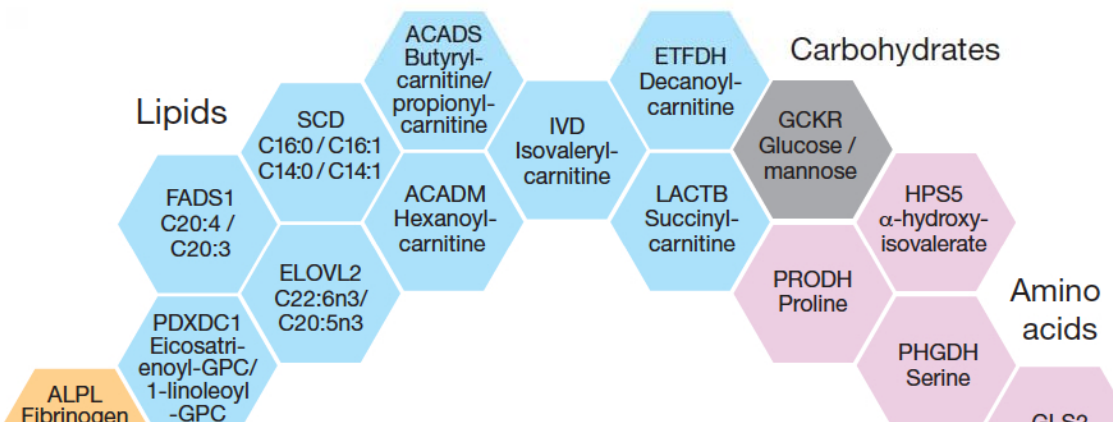 Lipids
Carbohydrates
Amino
acids
ACADS
Butyryl-
carnitine/
propionyl-
carnitine
ETFDH
Decanoyl-
carnitine
SCD
C16:0 / C16:1
C14:0 / C14:1
IVD
Isovaleryl-
carnitine
GCKR
Glucose /
mannose
FADS1
C20:4 /
C20:3
ACADM
Hexanoyl-
carnitine
LACTB
Succinyl-
carnitine
HPS5
α-hydroxy-
isovalerate
ELOVL2
C22:6n3/
C20:5n3
PRODH
Proline
PDXDC1
Eicosatri-
enoyl-GPC/
1-linoleoyl
-GPC
PHGDH
Serine
ALPL
Fibrinogen
GLS2